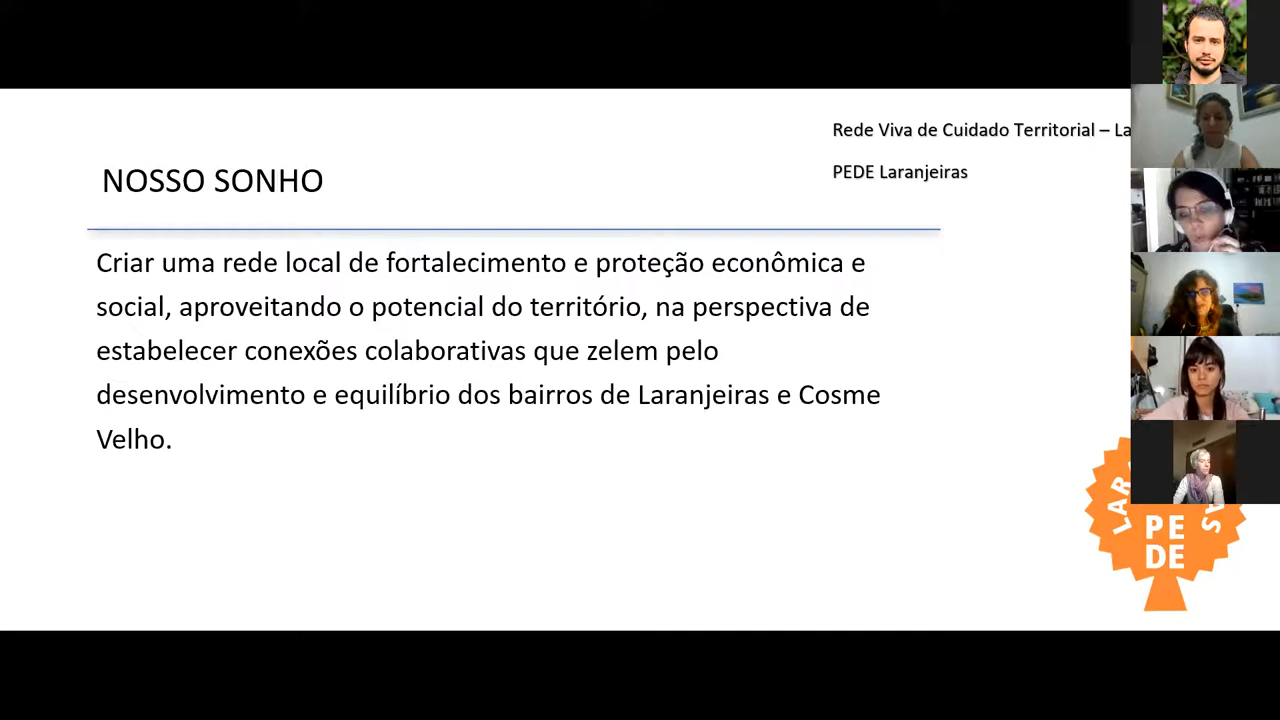 Rede Viva de Cuidado Territorial – La
PEDE Laranjeiras
NOSSO SONHO
Criar uma rede local de fortalecimento e proteção econômica e
social, aproveitando o potencial do território, na perspectiva de
estabelecer conexões colaborativas que zelem pelo
desenvolvimento e equilíbrio dos bairros de Laranjeiras e Cosme
Velho.
PE
DE